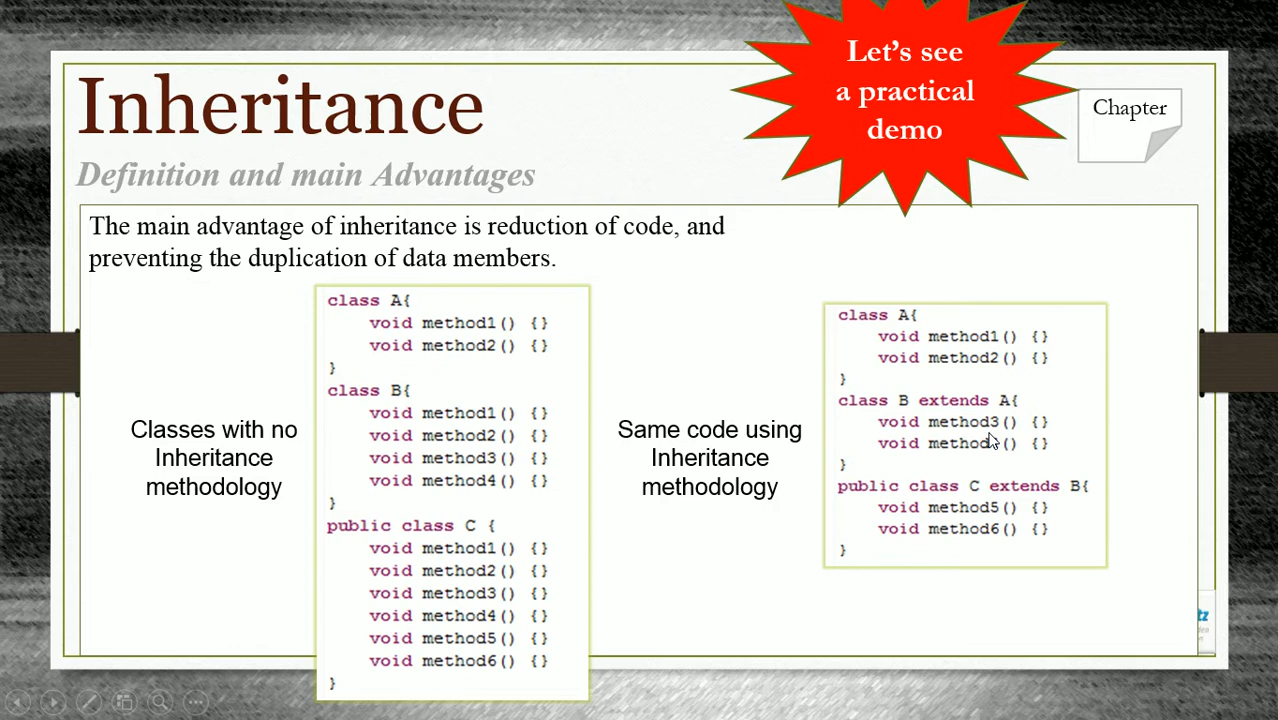 Let's see
a practical
demo
Chapter
Inheritance
Definition and main Advantages
The main advantage of inheritance is reduction of code, and
preventing the duplication of data members.
Classes with no
Inheritance
methodology
class A{
    void method1() {}
    void method2() {}
}
class B{
    void method1() {}
    void method2() {}
    void method3() {}
    void method4() {}
}
public class C {
    void method1() {}
    void method2() {}
    void method3() {}
    void method4() {}
    void method5() {}
    void method6() {}
}
Same code using
Inheritance
methodology
class A{
    void method1() {}
    void method2() {}
}
class B extends A{
    void method3() {}
    void method() {}
}
public class C extends B{
    void method5() {}
    void method6() {}
}